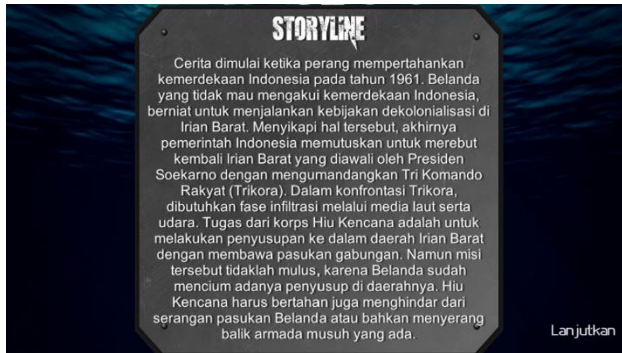 STORYLINE
Cerita dimulai ketika perang mempertahankan
kemerdekaan Indonesia pada tahun 1961. Belanda
yang tidak mau mengakui kemerdekaan Indonesia,
berniat untuk menjalankan kebijakan dekolonialisasi di
Irian Barat. Menyikapi hal tersebut, akhirnya
pemerintah Indonesia memutuskan untuk merebut
kembali Irian Barat yang diawali oleh Presiden
Soekarno dengan mengumandangkan Tri Komando
Rakyat (Trikora). Dalam konfrontasi Trikora,
dibutuhkan fase infiltrasi melalui media laut serta
udara. Tugas dari korps Hiu Kencana adalah untuk
melakukan penyusupan ke dalam daerah Irian Barat
dengan membawa pasukan gabungan. Namun misi
tersebut tidaklah mulus, karena Belanda sudah
mencium adanya penyusup di daerahnya. Hiu
Kencana harus bertahan juga menghindar dari
serangan pasukan Belanda atau bahkan menyerang
balik armada musuh yang ada.
Lanjutkan